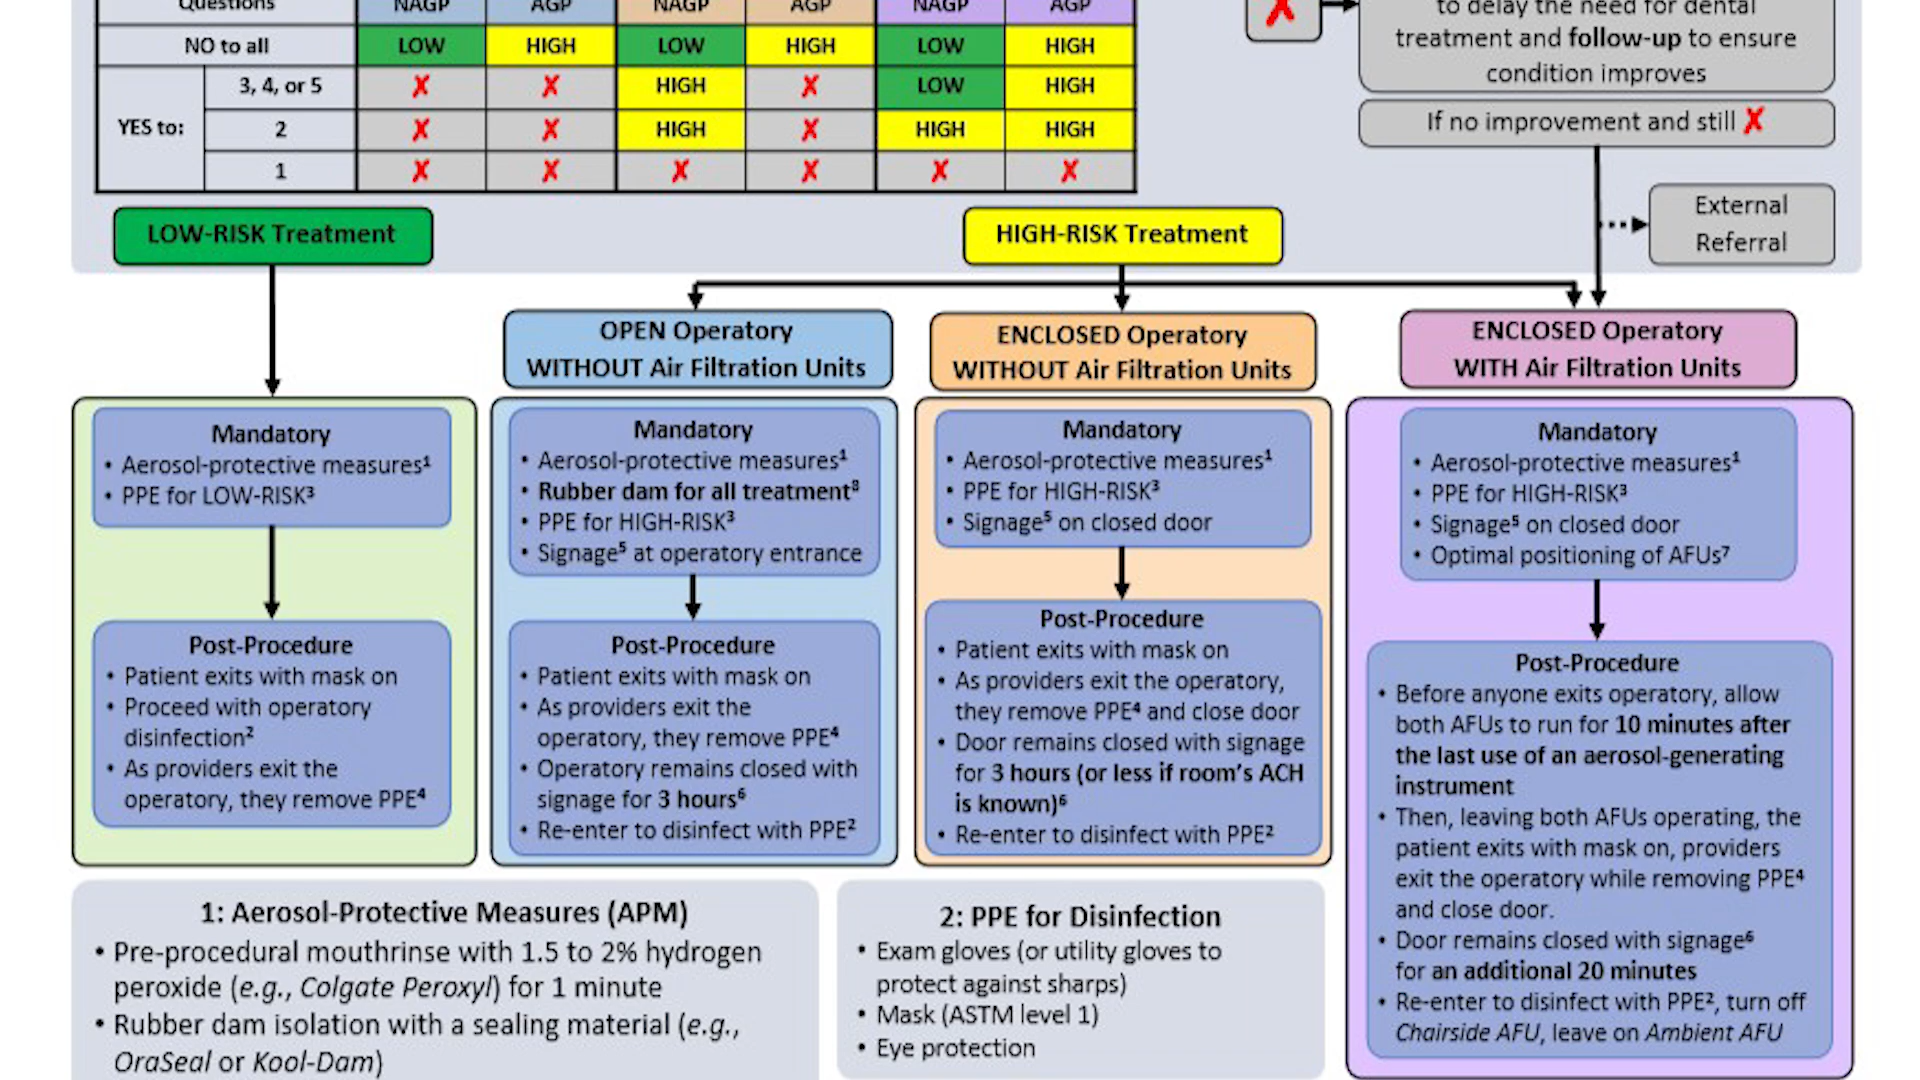 Questions NAGP AGP NAGP AGP NAGP AGP
NO to all LOW HIGH LOW HIGH LOW HIGH
YES to:
3, 4, or 5 ✗ ✗ HIGH ✗ LOW HIGH
2 ✗ ✗ HIGH ✗ HIGH HIGH
1 ✗ ✗ ✗ ✗ ✗ ✗
✗
to delay the need for dental
treatment and follow-up to ensure
condition improves
If no improvement and still ✗
External
Referral
LOW-RISK Treatment
HIGH-RISK Treatment
OPEN Operatory
WITHOUT Air Filtration Units
ENCLOSED Operatory
WITHOUT Air Filtration Units
ENCLOSED Operatory
WITH Air Filtration Units
Mandatory
• Aerosol-protective measures¹
• PPE for LOW-RISK³
Post-Procedure
• Patient exits with mask on
• Proceed with operatory
disinfection²
• As providers exit the
operatory, they remove PPE⁴
Mandatory
• Aerosol-protective measures¹
• Rubber dam for all treatment⁸
• PPE for HIGH-RISK³
• Signage⁵ at operatory entrance
Post-Procedure
• Patient exits with mask on
• As providers exit the
operatory, they remove PPE⁴
• Operatory remains closed with
signage for 3 hours⁶
• Re-enter to disinfect with PPE²
Mandatory
• Aerosol-protective measures¹
• PPE for HIGH-RISK³
• Signage⁵ on closed door
Post-Procedure
• Patient exits with mask on
• As providers exit the operatory,
they remove PPE⁴ and close door
• Door remains closed with signage
for 3 hours (or less if room's ACH
is known)⁶
• Re-enter to disinfect with PPE²
Mandatory
• Aerosol-protective measures¹
• PPE for HIGH-RISK³
• Signage⁵ on closed door
• Optimal positioning of AFUs⁷
Post-Procedure
• Before anyone exits operatory, allow
both AFUs to run for 10 minutes after
the last use of an aerosol-generating
instrument
• Then, leaving both AFUs operating, the
patient exits with mask on, providers
exit the operatory while removing PPE⁴
and close door.
• Door remains closed with signage⁶
for an additional 20 minutes
• Re-enter to disinfect with PPE², turn off
Chairside AFU, leave on Ambient AFU
1: Aerosol-Protective Measures (APM)
• Pre-procedural mouthrinse with 1.5 to 2% hydrogen
peroxide (e.g., Colgate Peroxyl) for 1 minute
• Rubber dam isolation with a sealing material (e.g.,
OraSeal or Kool-Dam)
2: PPE for Disinfection
• Exam gloves (or utility gloves to
protect against sharps)
• Mask (ASTM level 1)
• Eye protection